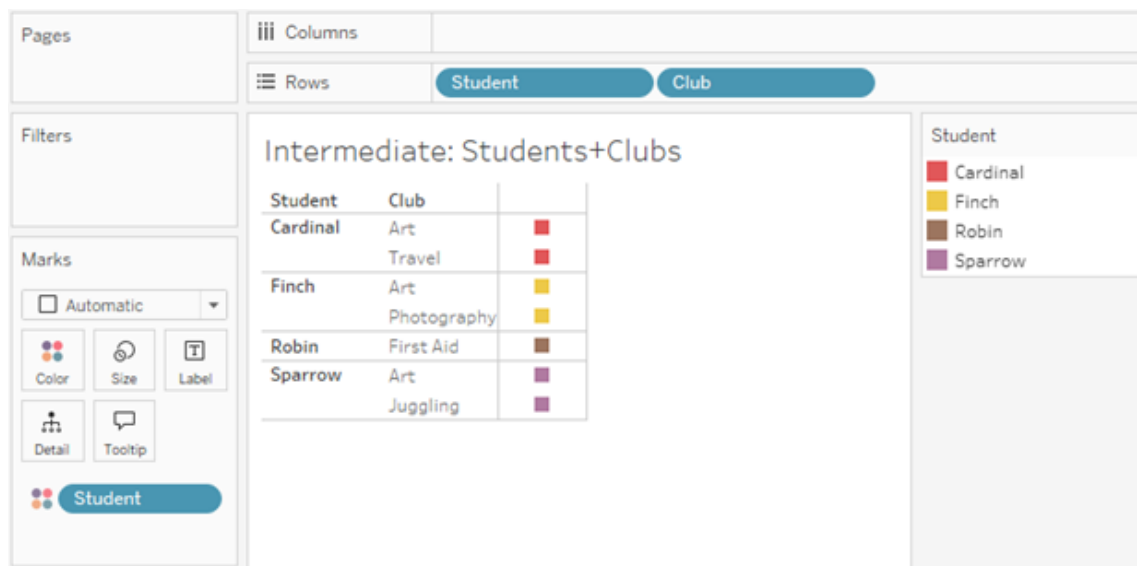 Pages
Columns
Rows
Student
Club
Filters
Intermediate: Students+Clubs
Student Club
Cardinal Art
Travel
Finch Art
Photography
Robin First Aid
Sparrow Art
Juggling
Marks
Automatic
Color Size Label
Detail Tooltip
Student
Student
Cardinal
Finch
Robin
Sparrow